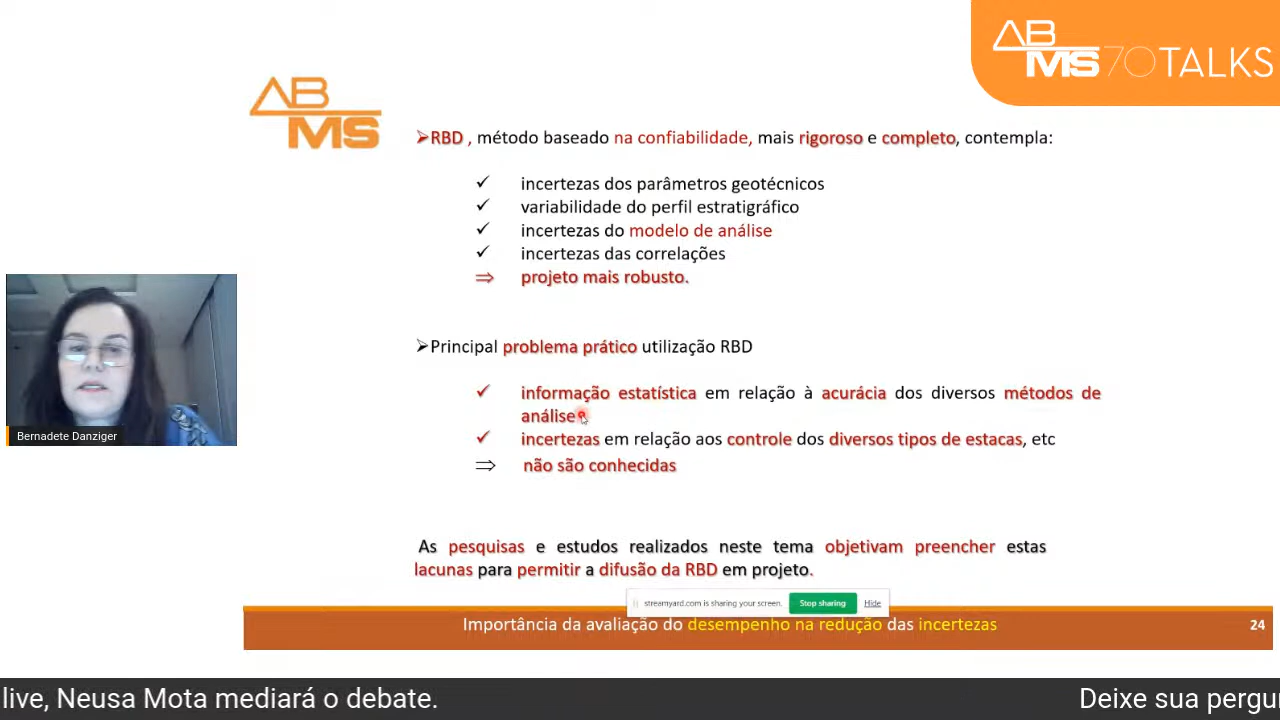 AB
MS 70 TALKS
AB
MS
➢RBD , método baseado na confiabilidade, mais rigoroso e completo, contempla:
✓ incertezas dos parâmetros geotécnicos
✓ variabilidade do perfil estratigráfico
✓ incertezas do modelo de análise
✓ incertezas das correlações
⇒ projeto mais robusto.
➢Principal problema prático utilização RBD
✓ informação estatística em relação à acurácia dos diversos métodos de
análise
✓ incertezas em relação aos controle dos diversos tipos de estacas, etc
⇒ não são conhecidas
Bernadete Danziger
As pesquisas e estudos realizados neste tema objetivam preencher estas
lacunas para permitir a difusão da RBD em projeto.
streamyard.com is sharing your screen. Stop sharing Hide
Importância da avaliação do desempenho na redução das incertezas 24
live, Neusa Mota mediará o debate. Deixe sua pergu